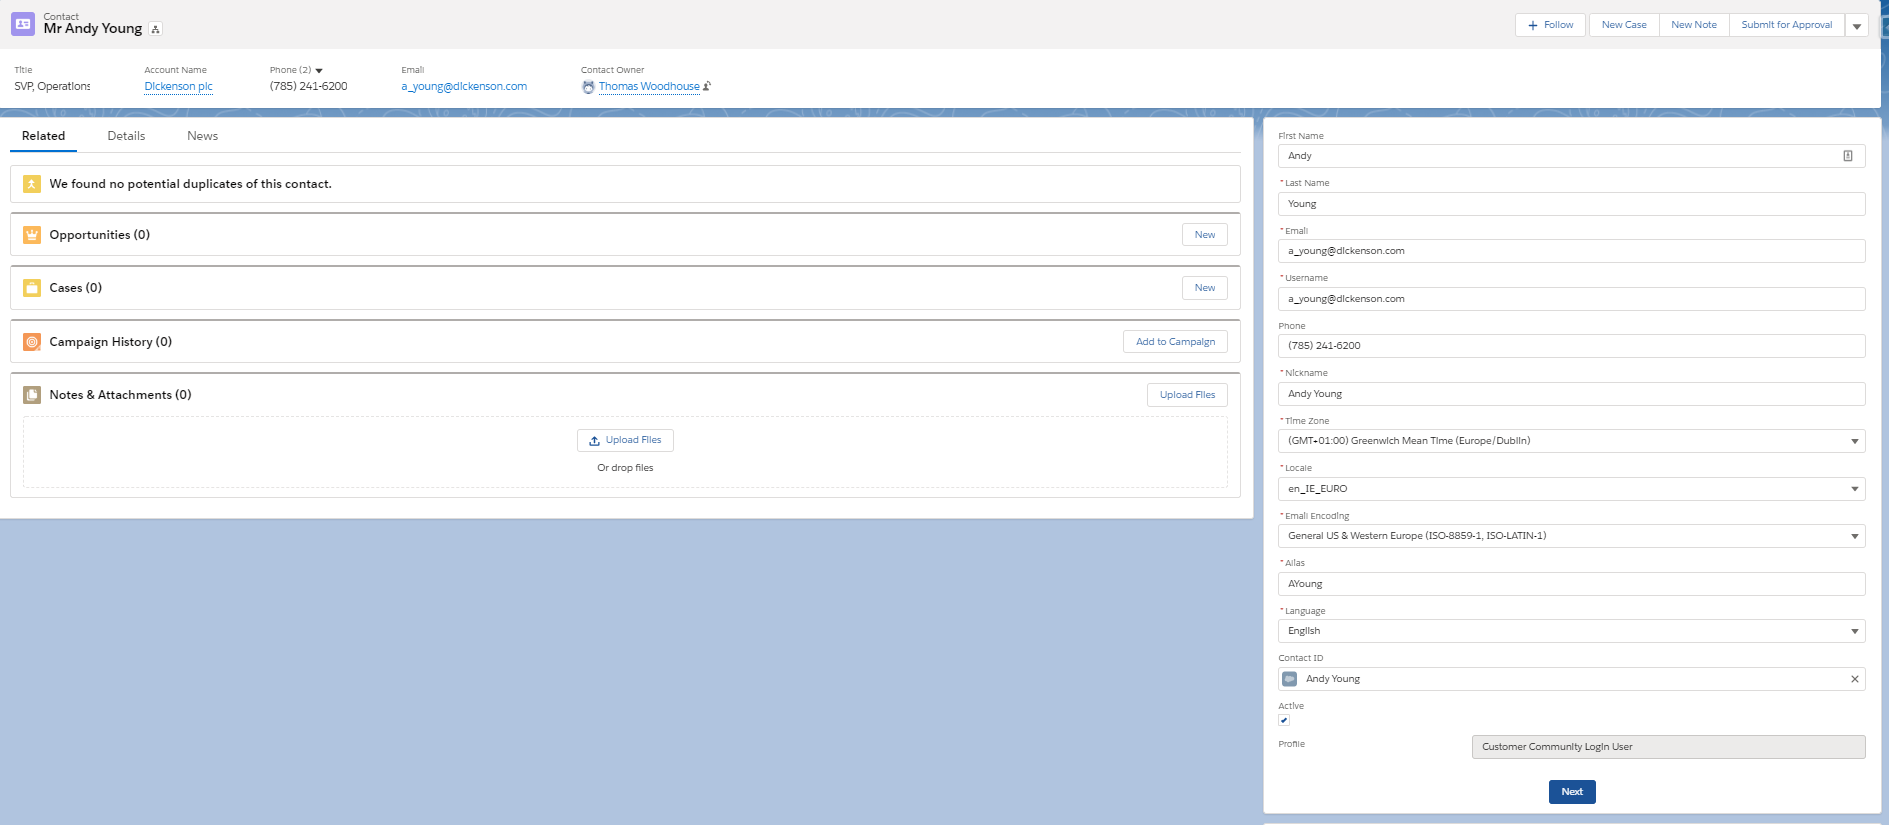 Contact
Mr Andy Young
Follow
New Case
New Note
Submit for Approval
Title
Account Name
Phone (2)
Email
Contact Owner
SVP, Operations
Dickenson plc
(785) 241-6200
a_young@dickenson.com
Thomas Woodhouse
Related
Details
News
We found no potential duplicates of this contact.
Opportunities (0)
New
Cases (0)
New
Campaign History (0)
Add to Campaign
Notes & Attachments (0)
Upload Files
Upload Files
Or drop files
First Name
Andy
*Last Name
Young
*Email
a_young@dickenson.com
*Username
a_young@dickenson.com
Phone
(785) 241-6200
*Nickname
Andy Young
*Time Zone
(GMT+01:00) Greenwich Mean Time (Europe/Dublin)
*Locale
en_IE_EURO
*Email Encoding
General US & Western Europe (ISO-8859-1, ISO-LATIN-1)
*Alias
AYoung
*Language
English
Contact ID
Andy Young
Active
Profile
Customer Community Login User
Next